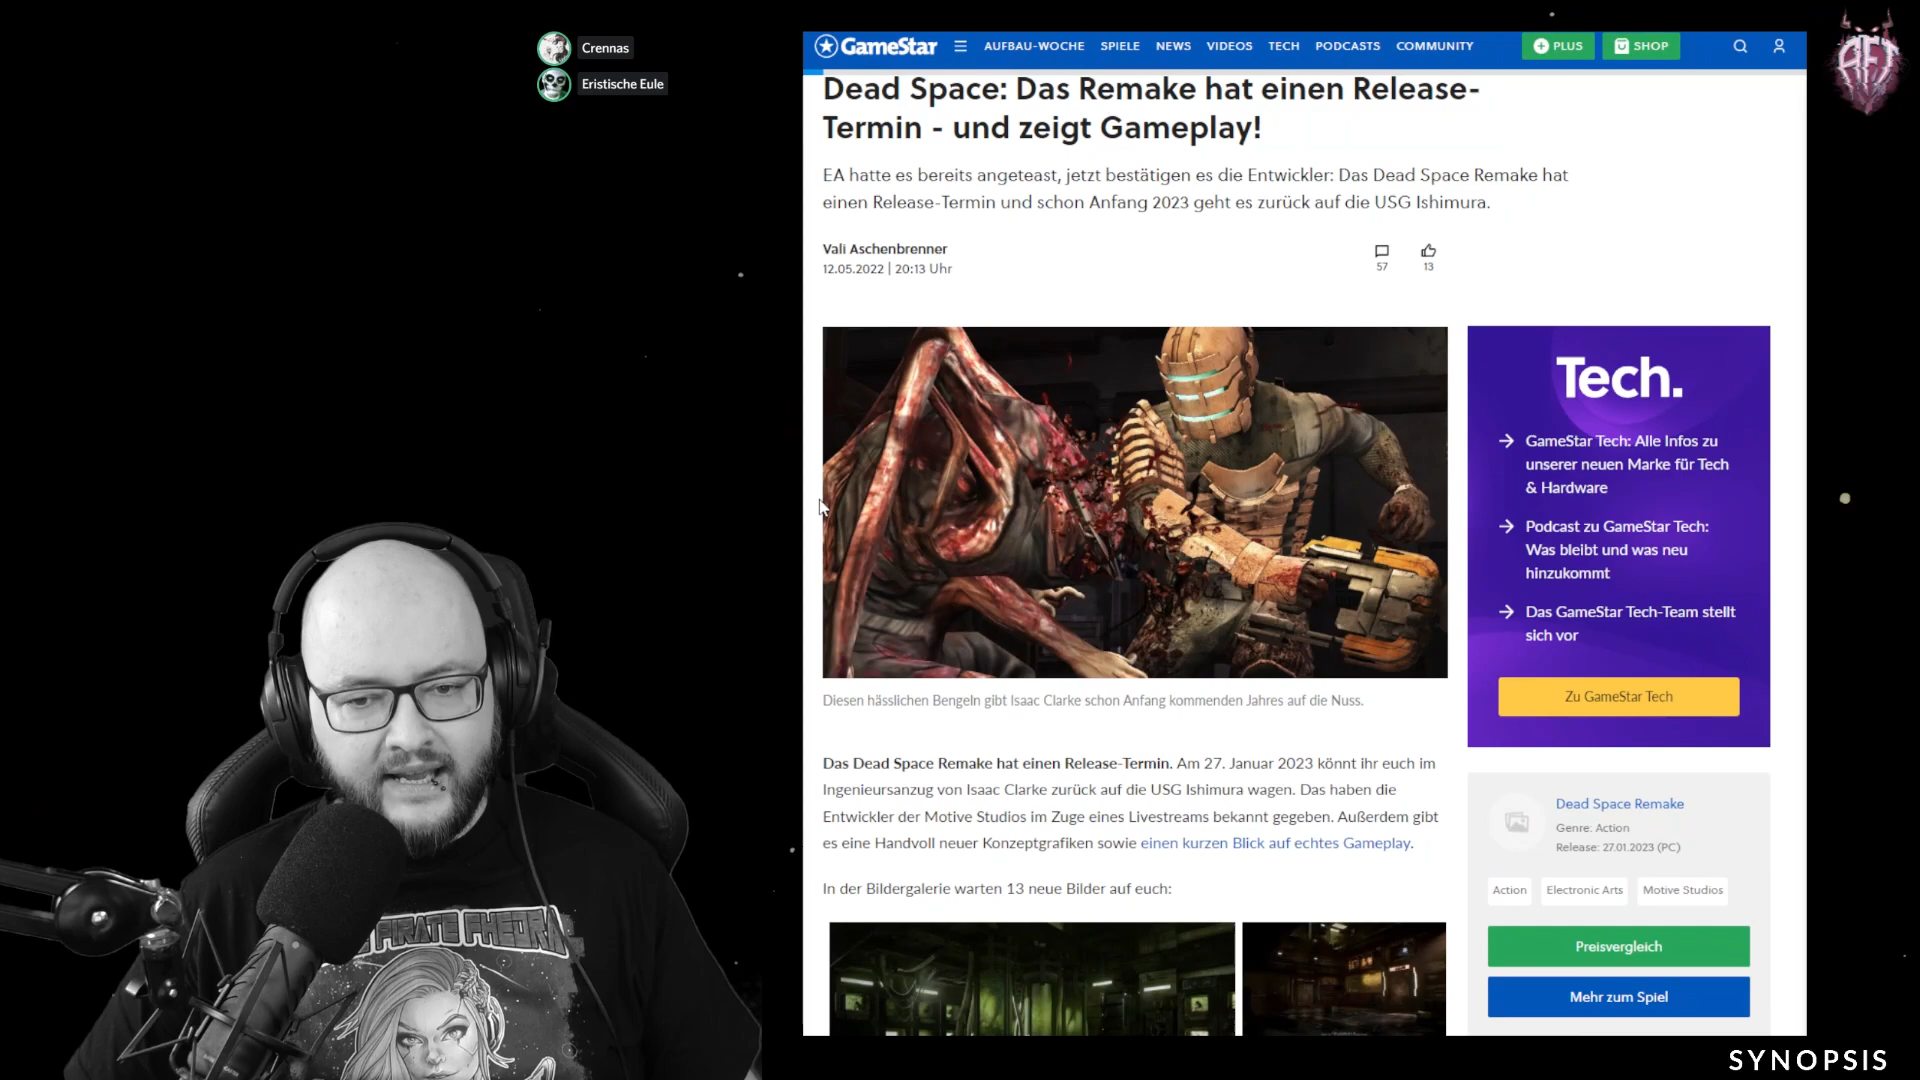 Crennas
Eristische Eule
GameStar
AUFBAU-WOCHE SPIELE NEWS VIDEOS TECH PODCASTS COMMUNITY
PLUS
SHOP
Dead Space: Das Remake hat einen Release-
Termin - und zeigt Gameplay!
EA hatte es bereits angeteast, jetzt bestätigen es die Entwickler: Das Dead Space Remake hat
einen Release-Termin und schon Anfang 2023 geht es zurück auf die USG Ishimura.
Vali Aschenbrenner
12.05.2022 | 20:13 Uhr
57
13
Diesen hässlichen Bengeln gibt Isaac Clarke schon Anfang kommenden Jahres auf die Nuss.
Das Dead Space Remake hat einen Release-Termin. Am 27. Januar 2023 könnt ihr euch im
Ingenieursanzug von Isaac Clarke zurück auf die USG Ishimura wagen. Das haben die
Entwickler der Motive Studios im Zuge eines Livestreams bekannt gegeben. Außerdem gibt
es eine Handvoll neuer Konzeptgrafiken sowie einen kurzen Blick auf echtes Gameplay.
In der Bildergalerie warten 13 neue Bilder auf euch:
Tech.
GameStar Tech: Alle Infos zu
unserer neuen Marke für Tech
& Hardware
Podcast zu GameStar Tech:
Was bleibt und was neu
hinzukommt
Das GameStar Tech-Team stellt
sich vor
Zu GameStar Tech
Dead Space Remake
Genre: Action
Release: 27.01.2023 (PC)
Action
Electronic Arts
Motive Studios
Preisvergleich
Mehr zum Spiel
PIRATE PHEDRA
SYNOPSIS